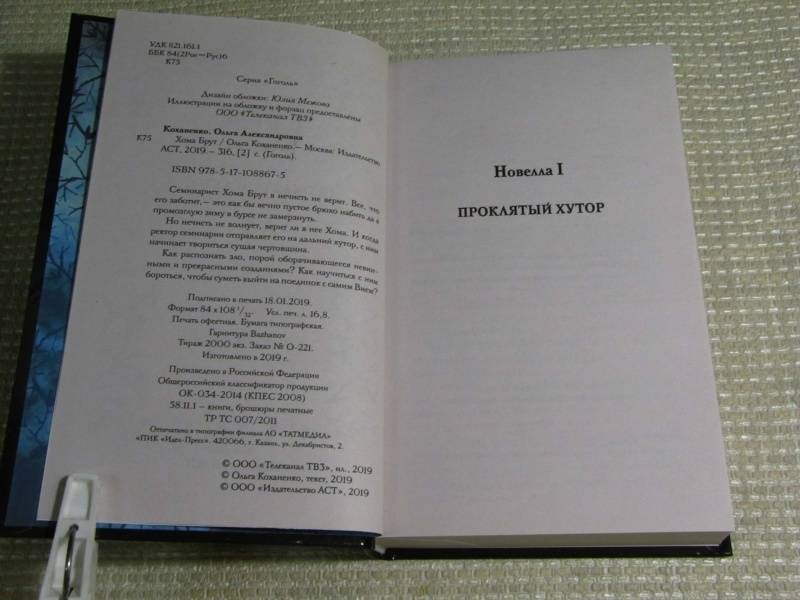 УДК 821.161.1
ББК 84(2Рос=Рус)6
К75
Серия «Гоголь»
Дизайн обложки: Юлия Межова
Иллюстрации на обложку и форзац предоставлены
ООО «Телеканал ТВ3»
Коханенко, Ольга Александровна
К75 Хома Брут / Ольга Коханенко.— Москва: Издательство
АСТ, 2019.— 316, [2] с. (Гоголь).
ISBN 978-5-17-108867-5
Семинарист Хома Брут в нечисть не верит. Все, что
его заботит,— это как бы вечно пустое брюхо набить да в
промозглую зиму в бурсе не замерзнуть.
Но нечисть не волнует, верит ли в нее Хома. И когда
ректор семинарии отправляет его на дальний хутор, с ним
начинает твориться сущая чертовщина.
Как распознать зло, порой оборачивающееся невин-
ными и прекрасными созданиями? Как научиться с ним
бороться, чтобы суметь выйти на поединок с самим Вием?
Подписано в печать 18.01.2019.
Формат 84 х 108 1/32. Усл. печ. л. 16,8.
Печать офсетная. Бумага типографская.
Гарнитура Bazhanov
Тираж 2000 экз. Заказ № О-221.
Изготовлено в 2019 г.
Произведено в Российской Федерации
Общероссийский классификатор продукции
ОК-034-2014 (КПЕС 2008)
58.11.1 – книги, брошюры печатные
ТР ТС 007/2011
Отпечатано в типографии филиала АО «ТАТМЕДИА»
«ПИК «Идел-Пресс». 420066, г. Казань, ул. Декабристов, 2.
© ООО «Телеканал ТВ3», ил., 2019
© Ольга Коханенко, текст, 2019
© ООО «Издательство АСТ», 2019
Новелла I
ПРОКЛЯТЫЙ ХУТОР